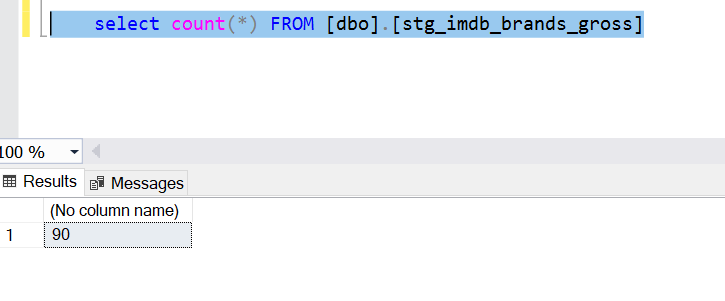 select count(*) FROM [dbo].[stg_imdb_brands_gross]
100 %
Results Messages
(No column name)
1 90